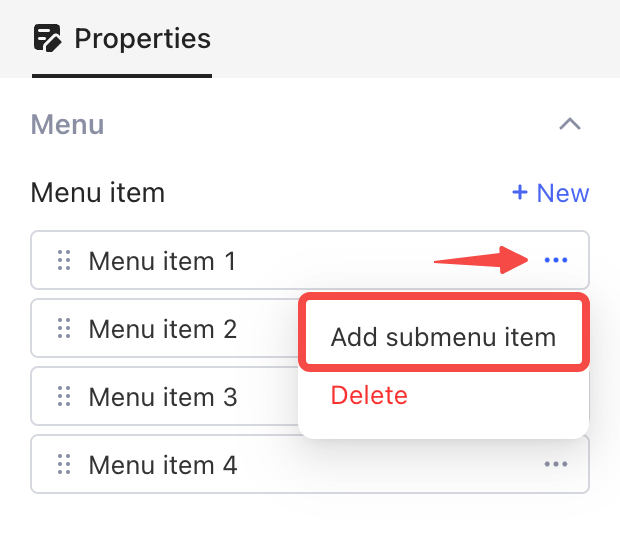 Properties
Menu
Menu item
+ New
Menu item 1
Menu item 2
Add submenu item
Menu item 3
Delete
Menu item 4